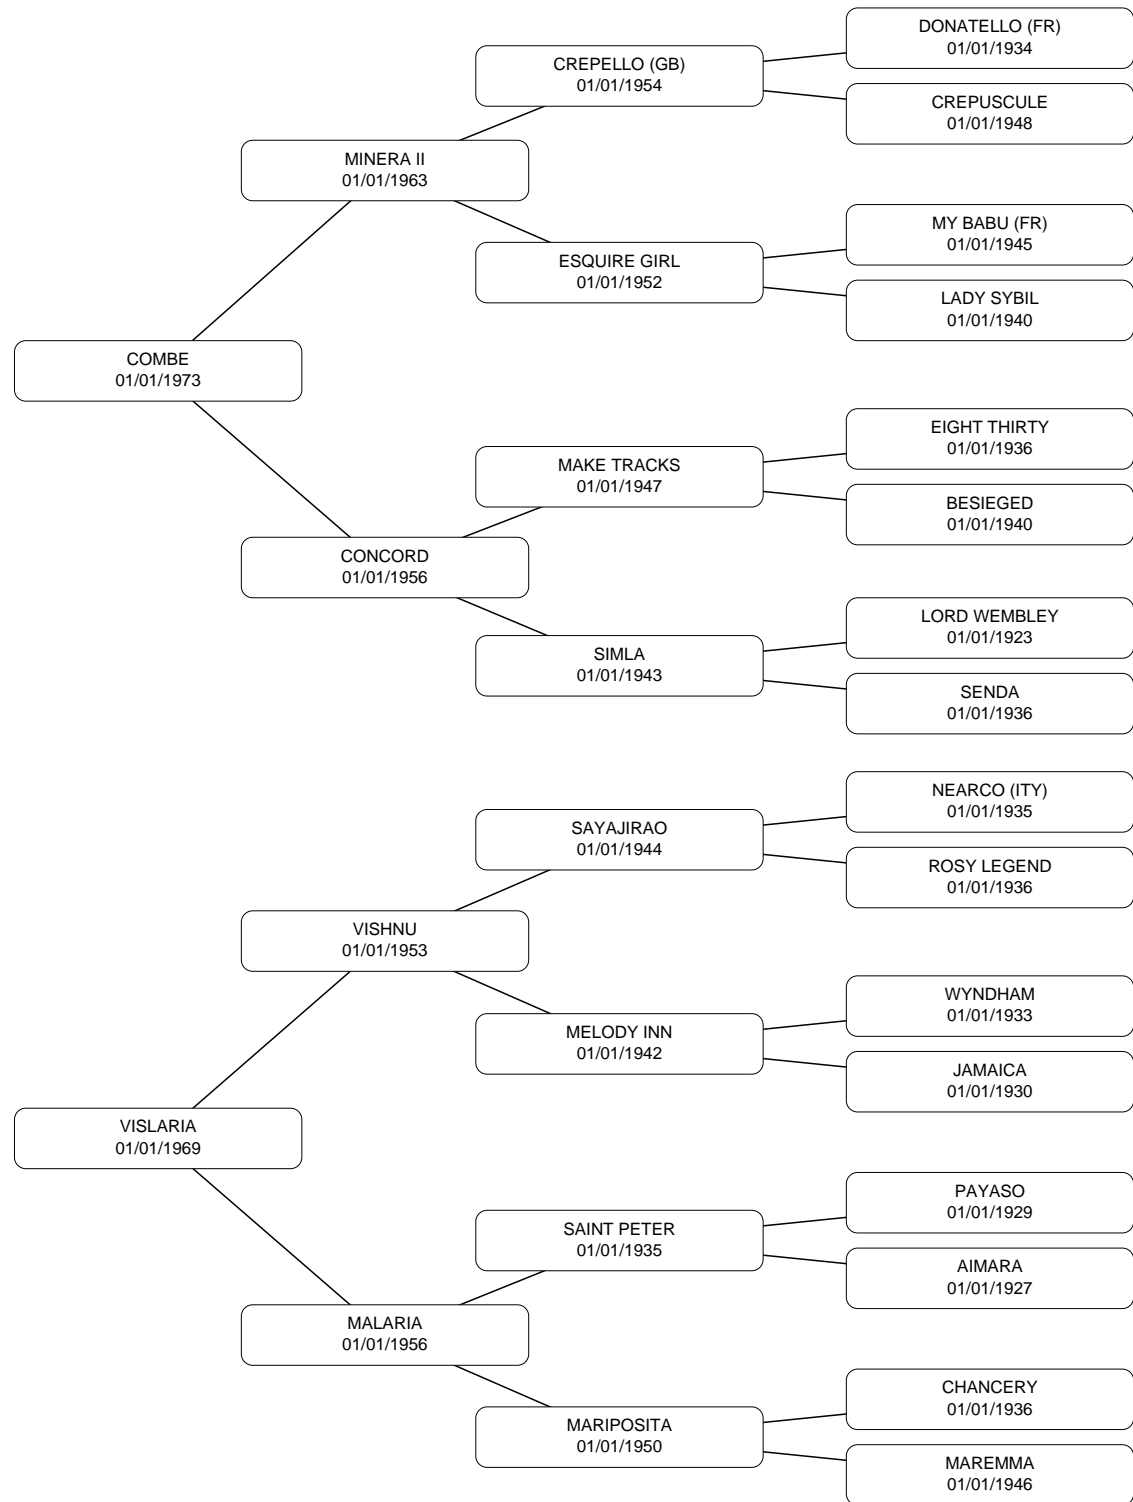 DONATELLO (FR)
01/01/1934
CREPELLO (GB)
01/01/1954
CREPUSCULE
01/01/1948
MINERA II
01/01/1963
MY BABU (FR)
01/01/1945
ESQUIRE GIRL
01/01/1952
LADY SYBIL
01/01/1940
COMBE
01/01/1973
EIGHT THIRTY
01/01/1936
MAKE TRACKS
01/01/1947
BESIEGED
01/01/1940
CONCORD
01/01/1956
LORD WEMBLEY
01/01/1923
SIMLA
01/01/1943
SENDA
01/01/1936
NEARCO (ITY)
01/01/1935
SAYAJIRAO
01/01/1944
ROSY LEGEND
01/01/1936
VISHNU
01/01/1953
WYNDHAM
01/01/1933
MELODY INN
01/01/1942
JAMAICA
01/01/1930
VISLARIA
01/01/1969
PAYASO
01/01/1929
SAINT PETER
01/01/1935
AIMARA
01/01/1927
MALARIA
01/01/1956
CHANCERY
01/01/1936
MARIPOSITA
01/01/1950
MAREMMA
01/01/1946